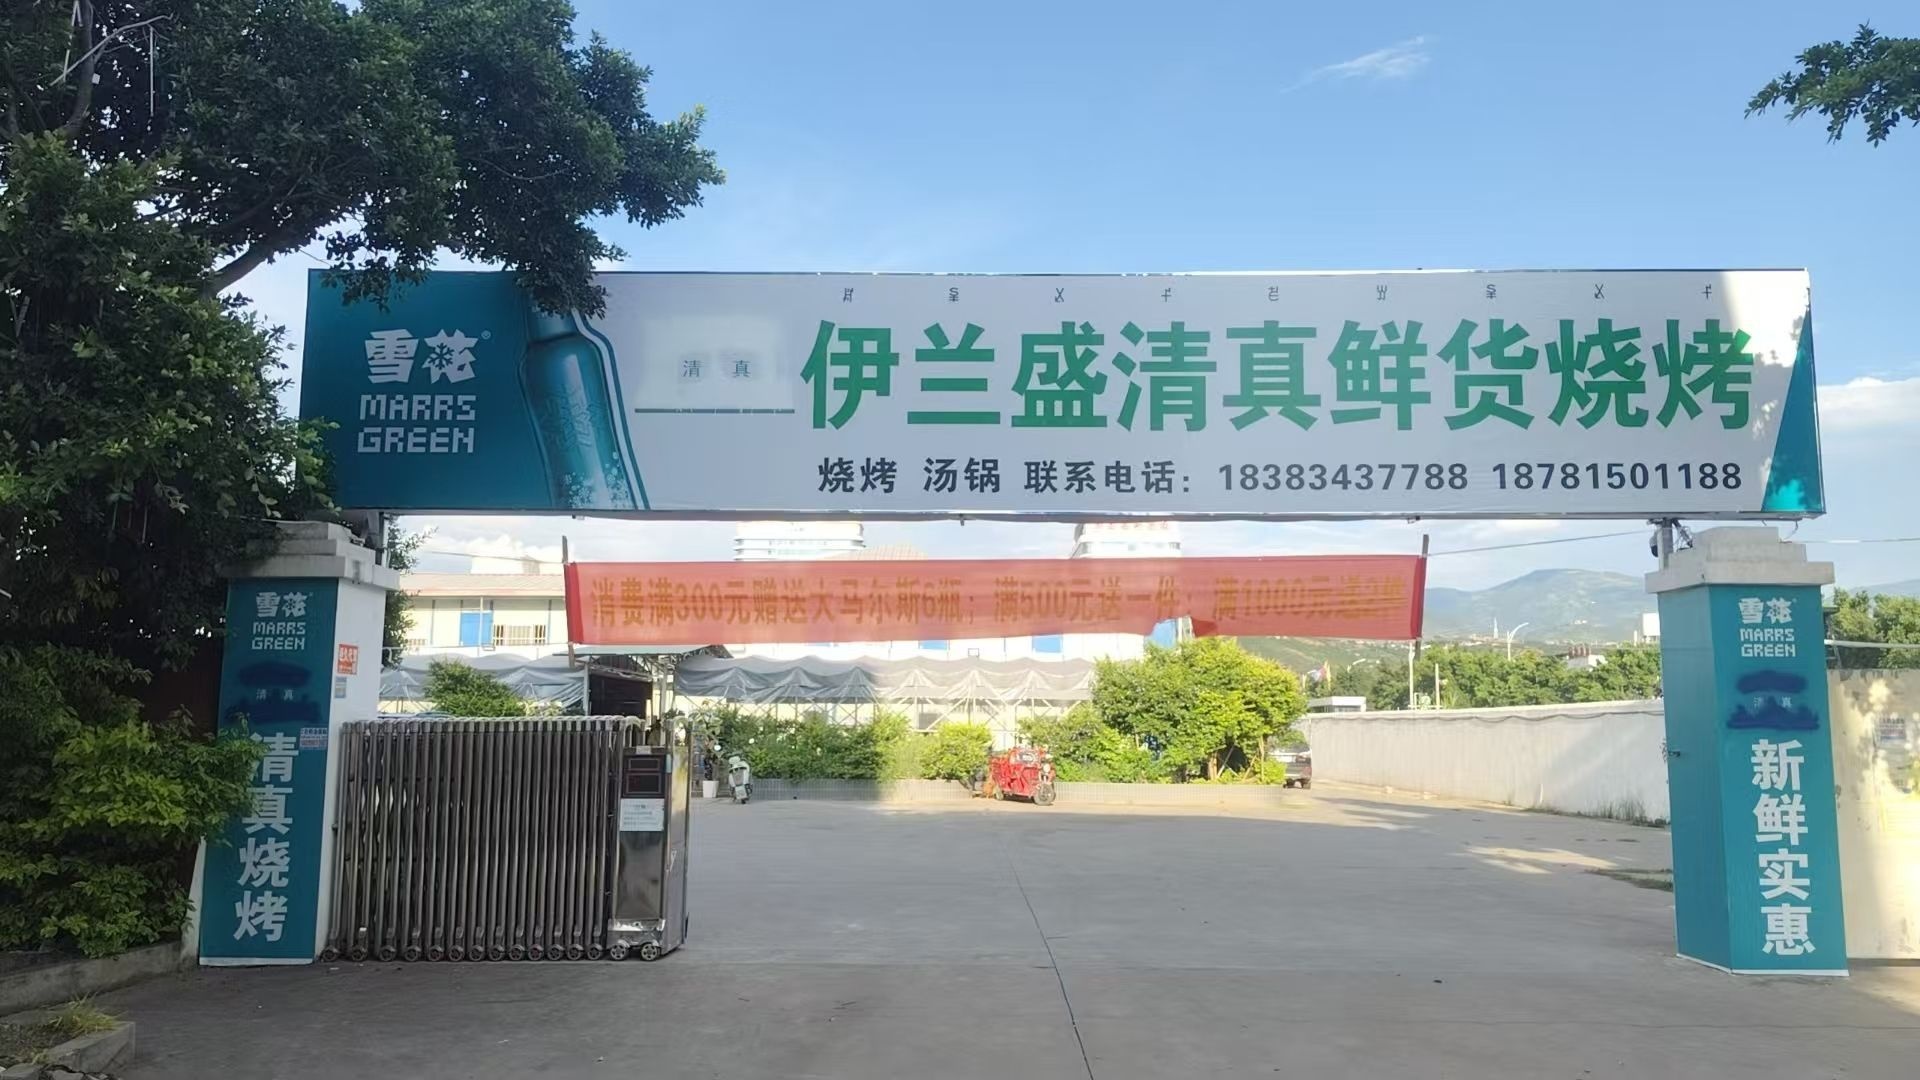 雪花
MARRS
GREEN
清真
伊兰盛清真鲜货烧烤
烧烤 汤锅 联系电话：18383437788 18781501188
消费满300元赠送大马尔斯6瓶，满500元送一件，满1000元送2件
雪花
MARRS
GREEN
清真
清真烧烤
雪花
MARRS
GREEN
清真
新鲜实惠